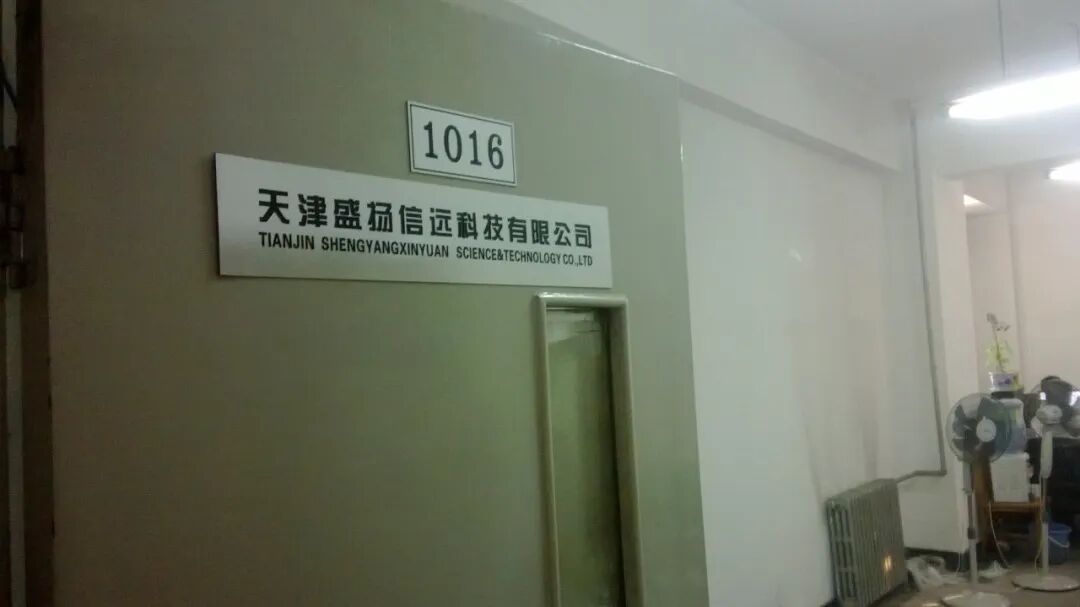 1016
天津盛扬信远科技有限公司
TIANJIN SHENGYANGXINYUAN SCIENCE&TECHNOLOGY CO.,LTD